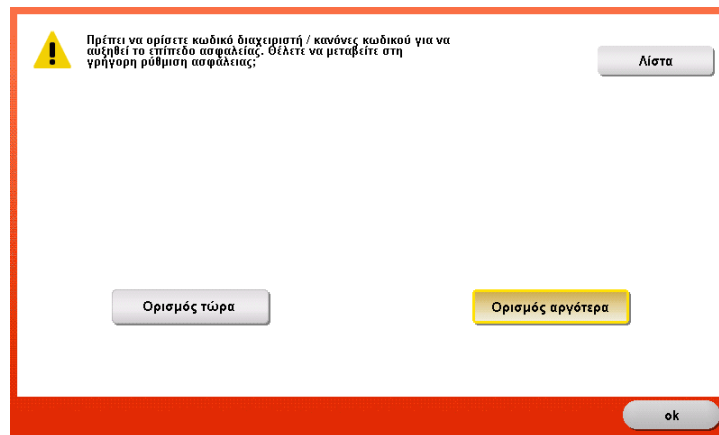 Πρέπει να ορίσετε κωδικό διαχειριστή / κανόνες κωδικού για να
αυξηθεί το επίπεδο ασφαλείας. Θέλετε να μεταβείτε στη
γρήγορη ρύθμιση ασφάλειας;
Λίστα
Ορισμός τώρα
Ορισμός αργότερα
ok